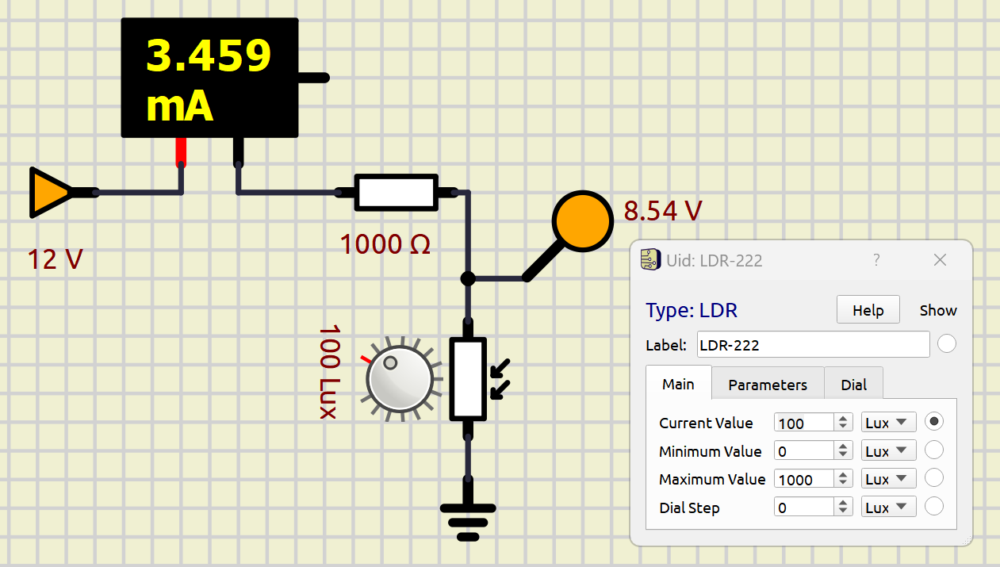 3.459
mA
12 V
1000 Ω
8.54 V
100 Lux
Uid: LDR-222
?
Type: LDR
Help
Show
Label:
LDR-222
Main
Parameters
Dial
Current Value
100
Lux
Minimum Value
0
Lux
Maximum Value
1000
Lux
Dial Step
0
Lux